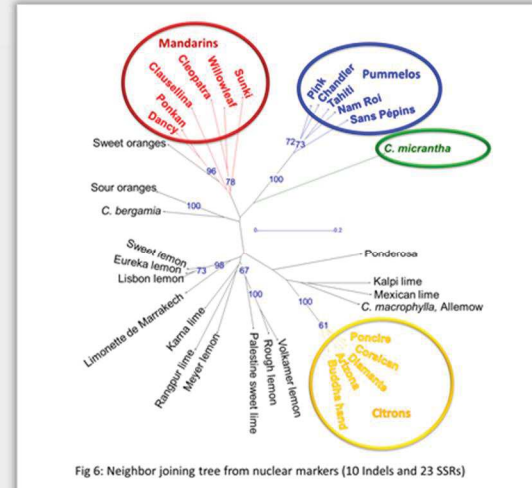 Mandarins
Clausellina
Cleopatra
Willowleaf
Sunki
Ponkan
Dancy
Sweet oranges
96
78
Pummelos
Pink
Chandler
Tahiti
Nam Roi
Sans Pépins
72
73
100
C. micrantha
Sour oranges
100
C. bergamia
0
0.2
Sweet lemon
Eureka lemon
Lisbon lemon
73
98
67
Limonette de Marrakech
Karna lime
Rangpur lime
Meyer lemon
100
Palestine sweet lime
Rough lemon
Volkamer lemon
Ponderosa
Kalpi lime
Mexican lime
C. macrophylla, Allemow
100
61
Poncire
Corsican
Diamante
Arizona
Buddha hand
Citrons
Fig 6: Neighbor joining tree from nuclear markers (10 Indels and 23 SSRs)